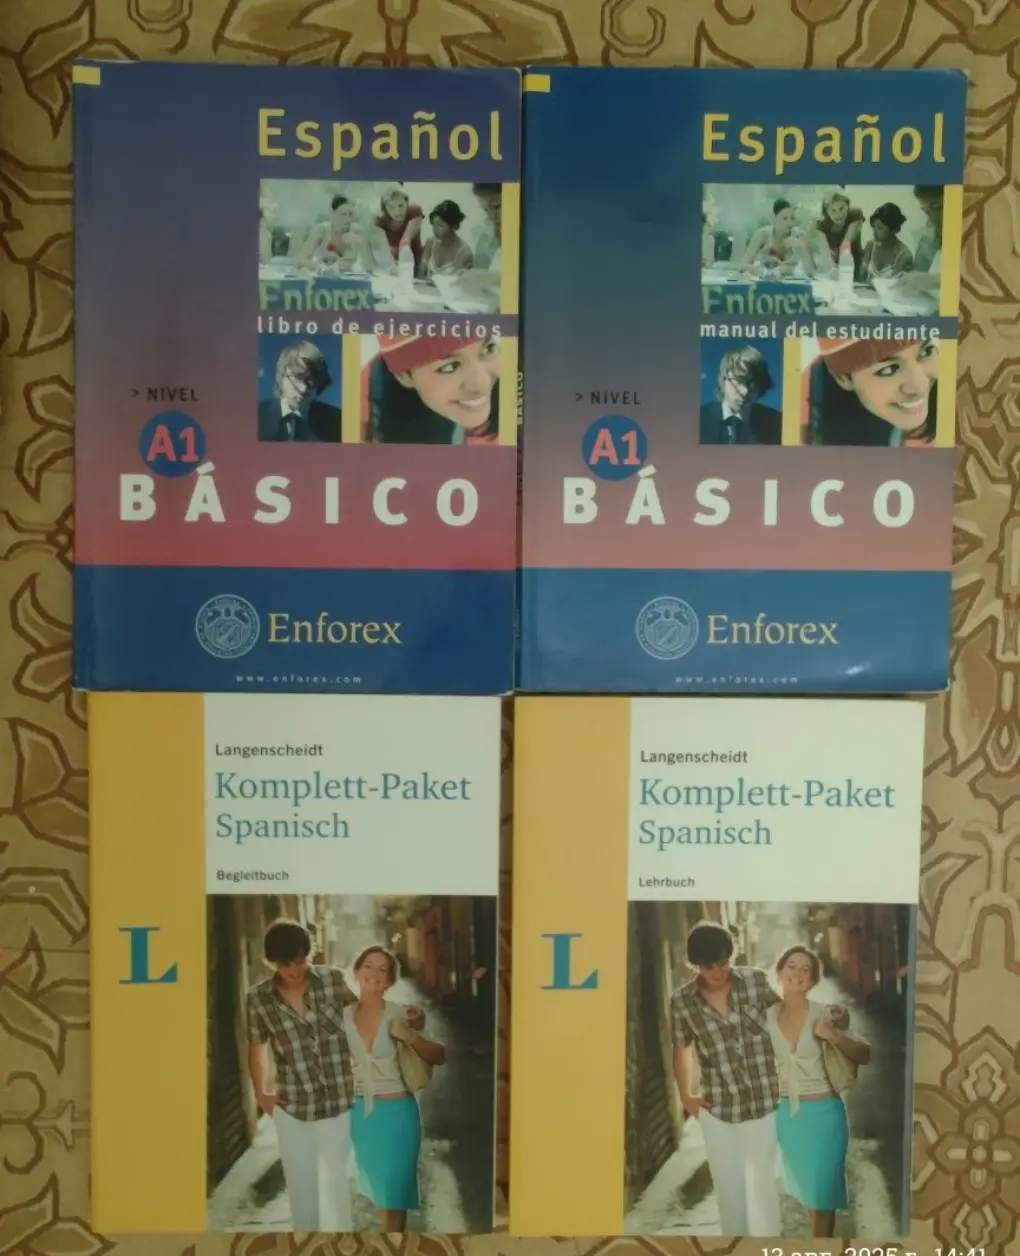 Español
Enforex
libro de ejercicios
> NIVEL
A1
BÁSICO
Enforex
www.enforex.com
BÁSICO
Español
Enforex
manual del estudiante
> NIVEL
A1
BÁSICO
Enforex
www.enforex.com
Langenscheidt
Komplett-Paket
Spanisch
Begleitbuch
L
Langenscheidt
Komplett-Paket
Spanisch
Lehrbuch
L